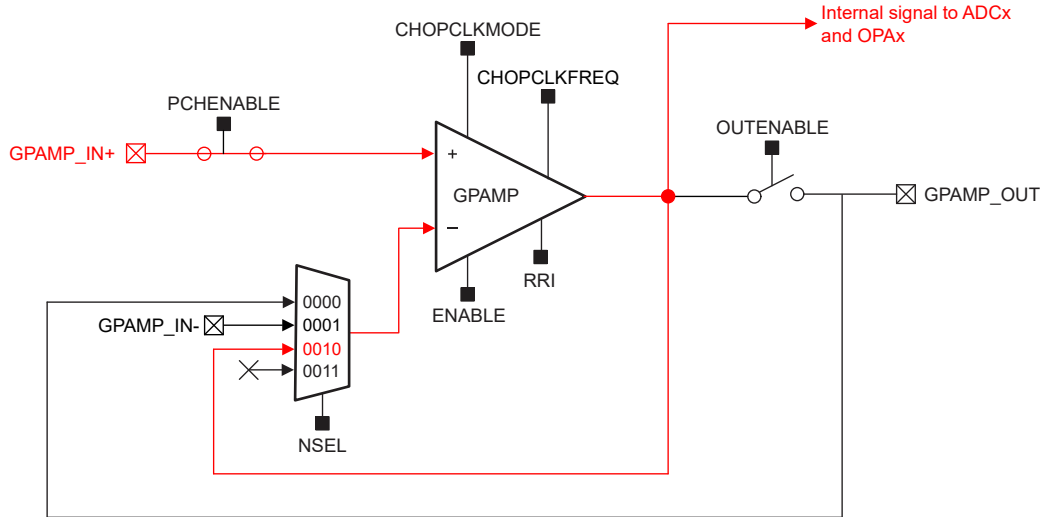 Internal signal to ADCx
and OPAx
CHOPCLKMODE
CHOPCLKFREQ
PCHENABLE
OUTENABLE
GPAMP_IN+
+
GPAMP
GPAMP_OUT
−
RRI
ENABLE
0000
GPAMP_IN-
0001
0010
0011
NSEL